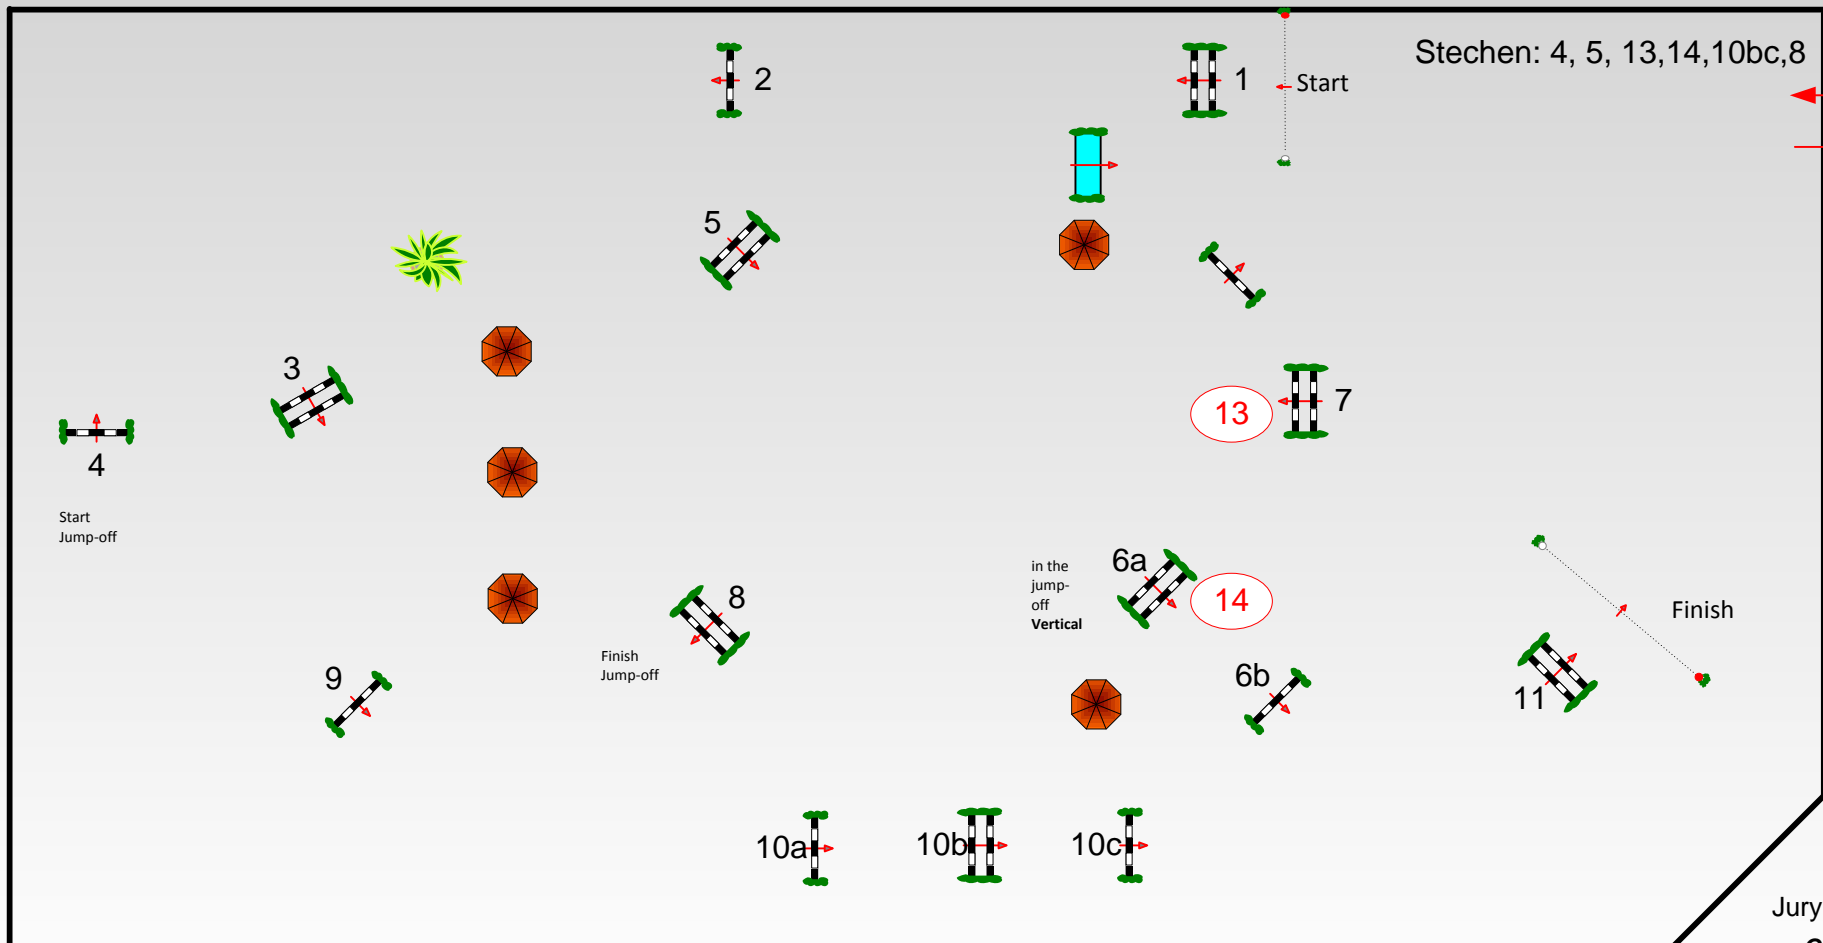 Stechen: 4, 5, 13,14,10bc,8
2
1
Start
5
3
7
13
4
Start
Jump-off
in the
jump-
off
Vertical
6a
14
8
Finish
Finish
Jump-off
9
6b
11
10a
10b
10c
Jury